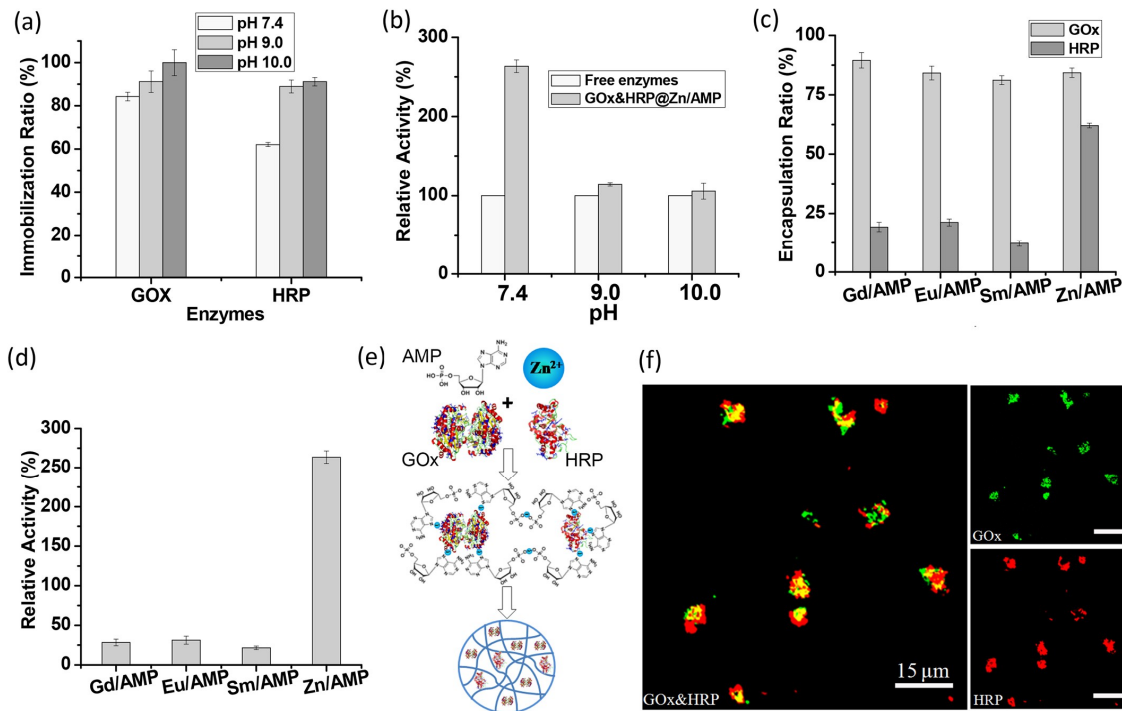 (a)
pH 7.4
pH 9.0
pH 10.0
100
80
60
40
20
0
Immobilization Ratio (%)
GOX
HRP
Enzymes
(b)
Free enzymes
GOx&HRP@Zn/AMP
300
200
100
0
Relative Activity (%)
7.4
9.0
10.0
pH
(c)
GOx
HRP
100
75
50
25
0
Encapsulation Ratio (%)
Gd/AMP
Eu/AMP
Sm/AMP
Zn/AMP
(d)
300
250
200
150
100
50
0
Relative Activity (%)
Gd/AMP
Eu/AMP
Sm/AMP
Zn/AMP
(e)
AMP
Zn2+
+
GOx
HRP
(f)
15 µm
GOx&HRP
GOx
HRP